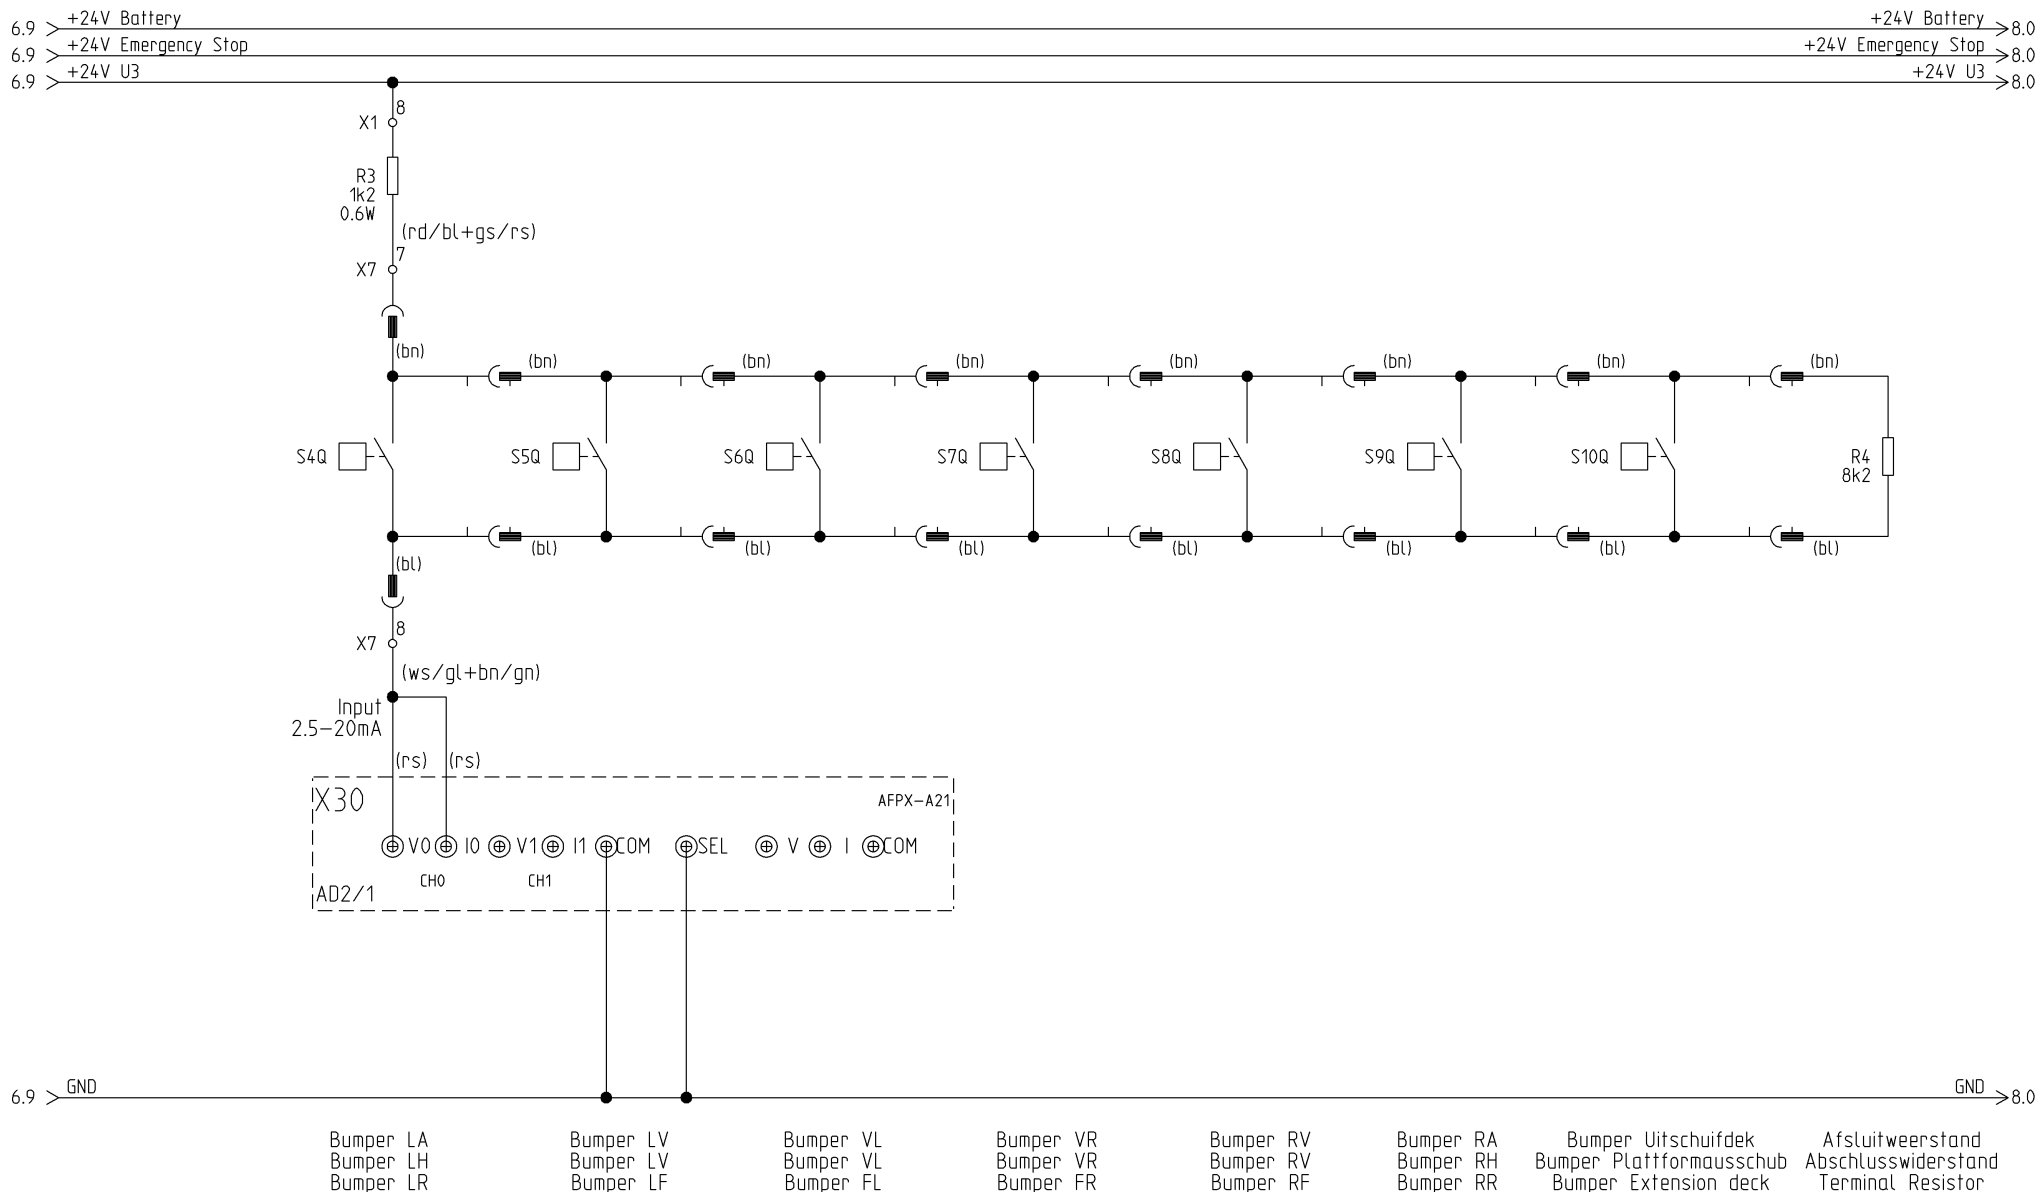 6.9 +24V Battery +24V Battery 8.0
6.9 +24V Emergency Stop +24V Emergency Stop 8.0
6.9 +24V U3 +24V U3 8.0
8
X1
R3
1k2
0.6W
(rd/bl+gs/rs)
7
X7
(bn)
(bn) (bn) (bn) (bn) (bn) (bn) (bn)
S4Q S5Q S6Q S7Q S8Q S9Q S10Q R4
8k2
(bl) (bl) (bl) (bl) (bl) (bl) (bl)
(bl)
8
X7
(ws/gl+bn/gn)
Input
2.5-20mA
(rs) (rs)
X30 AFPX-A21
V0 I0 V1 I1 COM SEL V I COM
CH0 CH1
AD2/1
6.9 GND GND 8.0
Bumper LA Bumper LV Bumper VL Bumper VR Bumper RV Bumper RA Bumper Uitschuifdek Afsluitweerstand
Bumper LH Bumper LV Bumper VL Bumper VR Bumper RV Bumper RH Bumper Plattformausschub Abschlusswiderstand
Bumper LR Bumper LF Bumper FL Bumper FR Bumper RF Bumper RR Bumper Extension deck Terminal Resistor